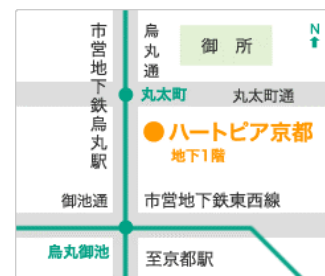 市営地下鉄烏丸駅
烏丸通
御所
N
丸太町
丸太町通
ハートピア京都
地下1階
御池通
市営地下鉄東西線
烏丸御池
至京都駅